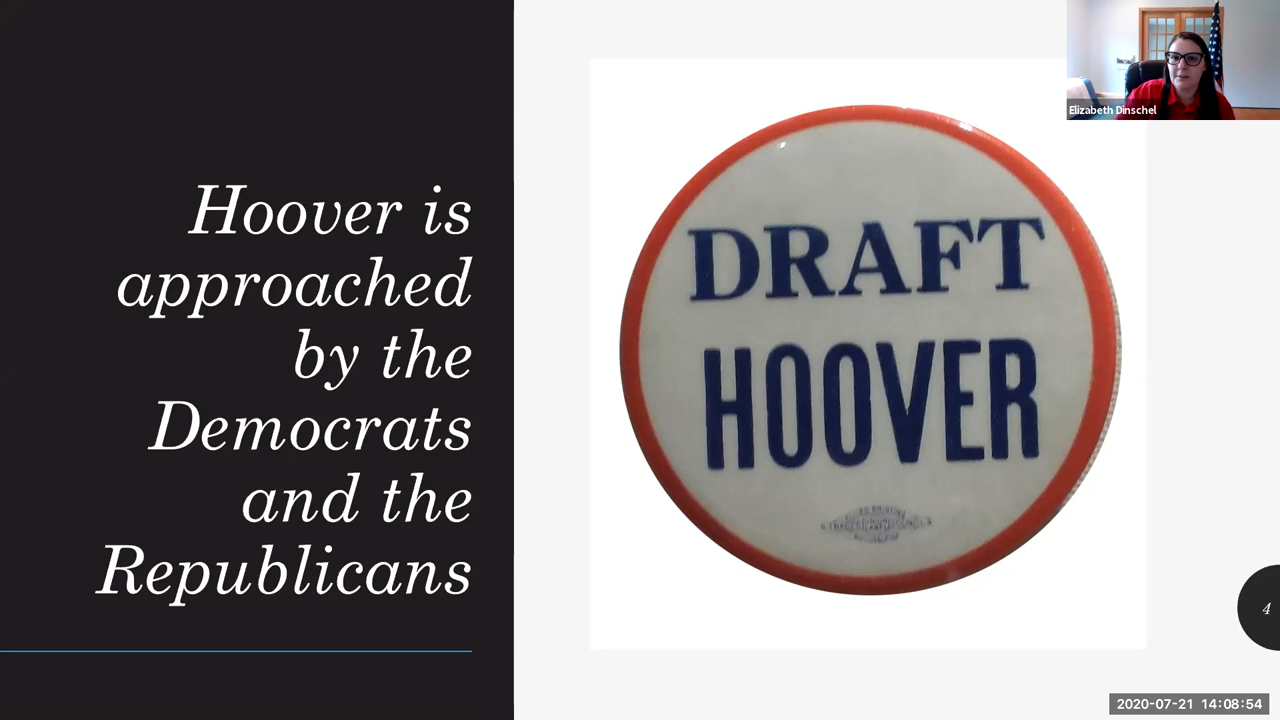 Hoover is
approached
by the
Democrats
and the
Republicans
DRAFT
HOOVER
Elizabeth Dinschel
4
2020-07-21 14:08:54